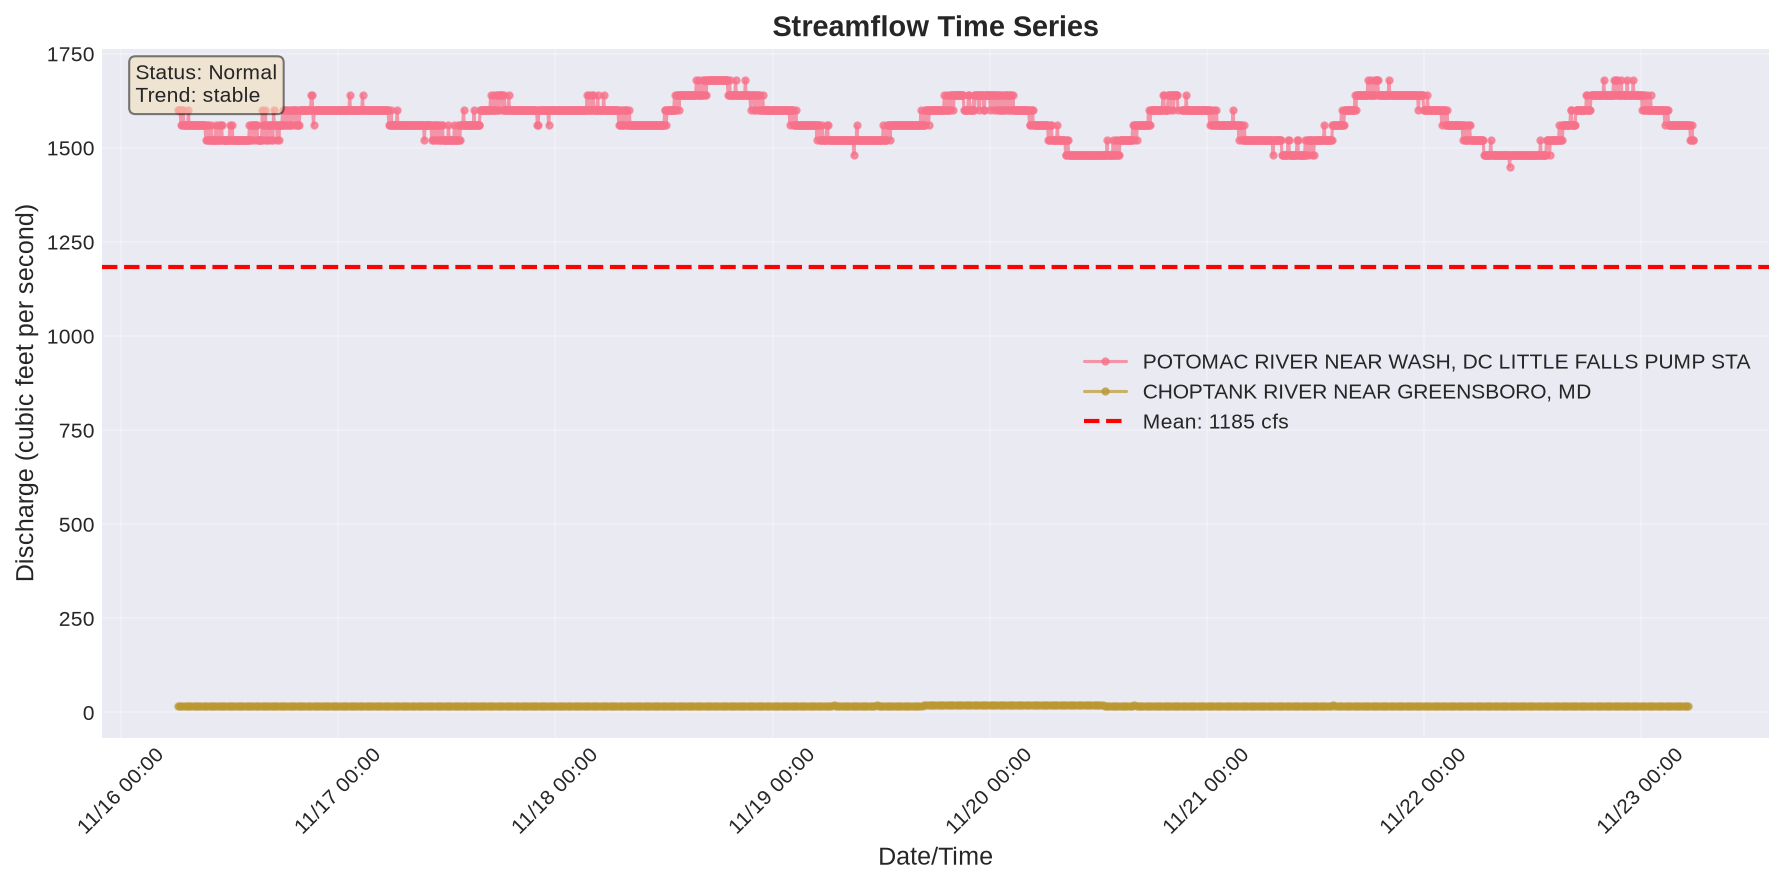 Streamflow Time Series
Status: Normal
Trend: stable
Discharge (cubic feet per second)
1750
1500
1250
1000
750
500
250
0
POTOMAC RIVER NEAR WASH, DC LITTLE FALLS PUMP STA
CHOPTANK RIVER NEAR GREENSBORO, MD
Mean: 1185 cfs
11/16 00:00
11/17 00:00
11/18 00:00
11/19 00:00
11/20 00:00
11/21 00:00
11/22 00:00
11/23 00:00
Date/Time